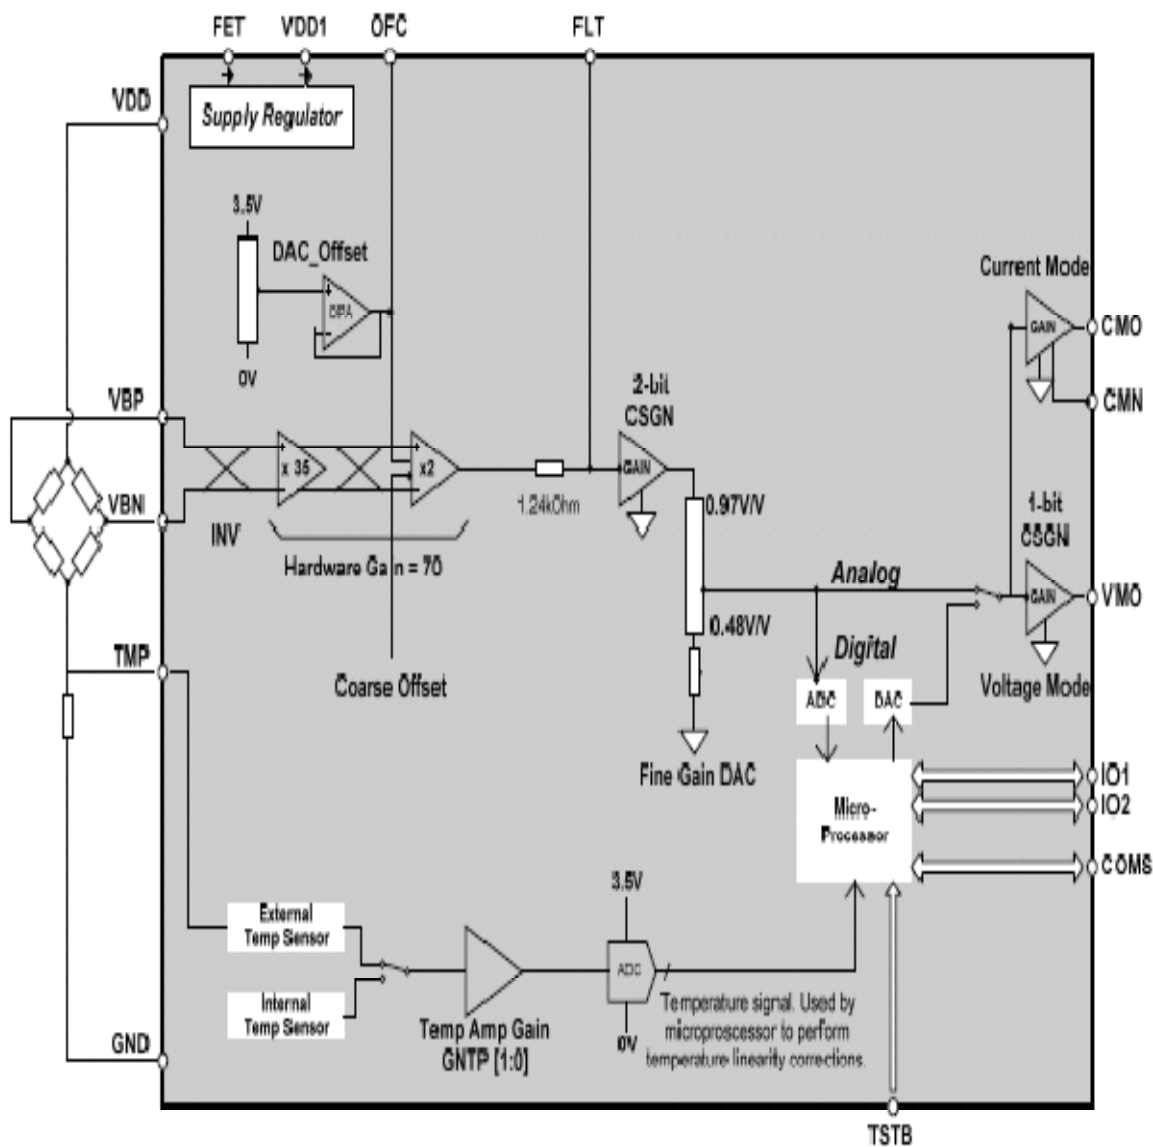 FET VDD1 OFC FLT
VDD
Supply Regulator
3.5V
DAC_Offset
OPA
0V
Current Mode
GAIN
CMO
CMN
VBP
2-bit
CSGN
x 35
x2
GAIN
1.24kOhm
0.97V/V
VBN
INV
Hardware Gain = 70
1-bit
CSGN
Analog
GAIN
VMO
0.48V/V
Digital
TMP
Coarse Offset
ADC
DAC
Voltage Mode
Fine Gain DAC
IO1
IO2
Micro-
Processor
COMS
3.5V
External
Temp Sensor
ADC
Internal
Temp Sensor
Temp Amp Gain
GNTP [1:0]
0V
Temperature signal. Used by
microproscessor to perform
temperature linearity corrections.
GND
TSTB